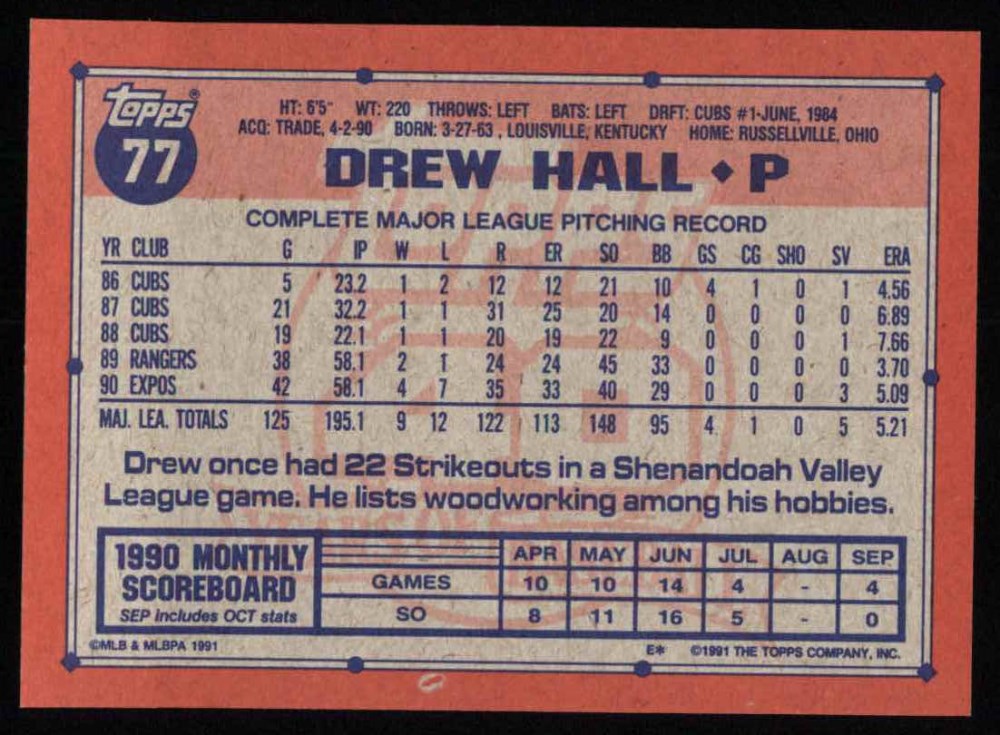 Topps®
77
HT: 6'5" WT: 220 THROWS: LEFT BATS: LEFT DRFT: CUBS #1-JUNE, 1984
ACQ: TRADE, 4-2-90 BORN: 3-27-63 , LOUISVILLE, KENTUCKY HOME: RUSSELLVILLE, OHIO
DREW HALL ♦ P
COMPLETE MAJOR LEAGUE PITCHING RECORD
YR CLUB G IP W L R ER SO BB GS CG SHO SV ERA
86 CUBS 5 23.2 1 2 12 12 21 10 4 1 0 1 4.56
87 CUBS 21 32.2 1 1 31 25 20 14 0 0 0 0 6.89
88 CUBS 19 22.1 1 1 20 19 22 9 0 0 0 1 7.66
89 RANGERS 38 58.1 2 1 24 24 45 33 0 0 0 0 3.70
90 EXPOS 42 58.1 4 7 35 33 40 29 0 0 0 3 5.09
MAJ. LEA. TOTALS 125 195.1 9 12 122 113 148 95 4 1 0 5 5.21
Drew once had 22 Strikeouts in a Shenandoah Valley
League game. He lists woodworking among his hobbies.
1990 MONTHLY
SCOREBOARD
SEP includes OCT stats
APR MAY JUN JUL AUG SEP
GAMES 10 10 14 4 - 4
SO 8 11 16 5 - 0
©MLB & MLBPA 1991
E* ©1991 THE TOPPS COMPANY, INC.